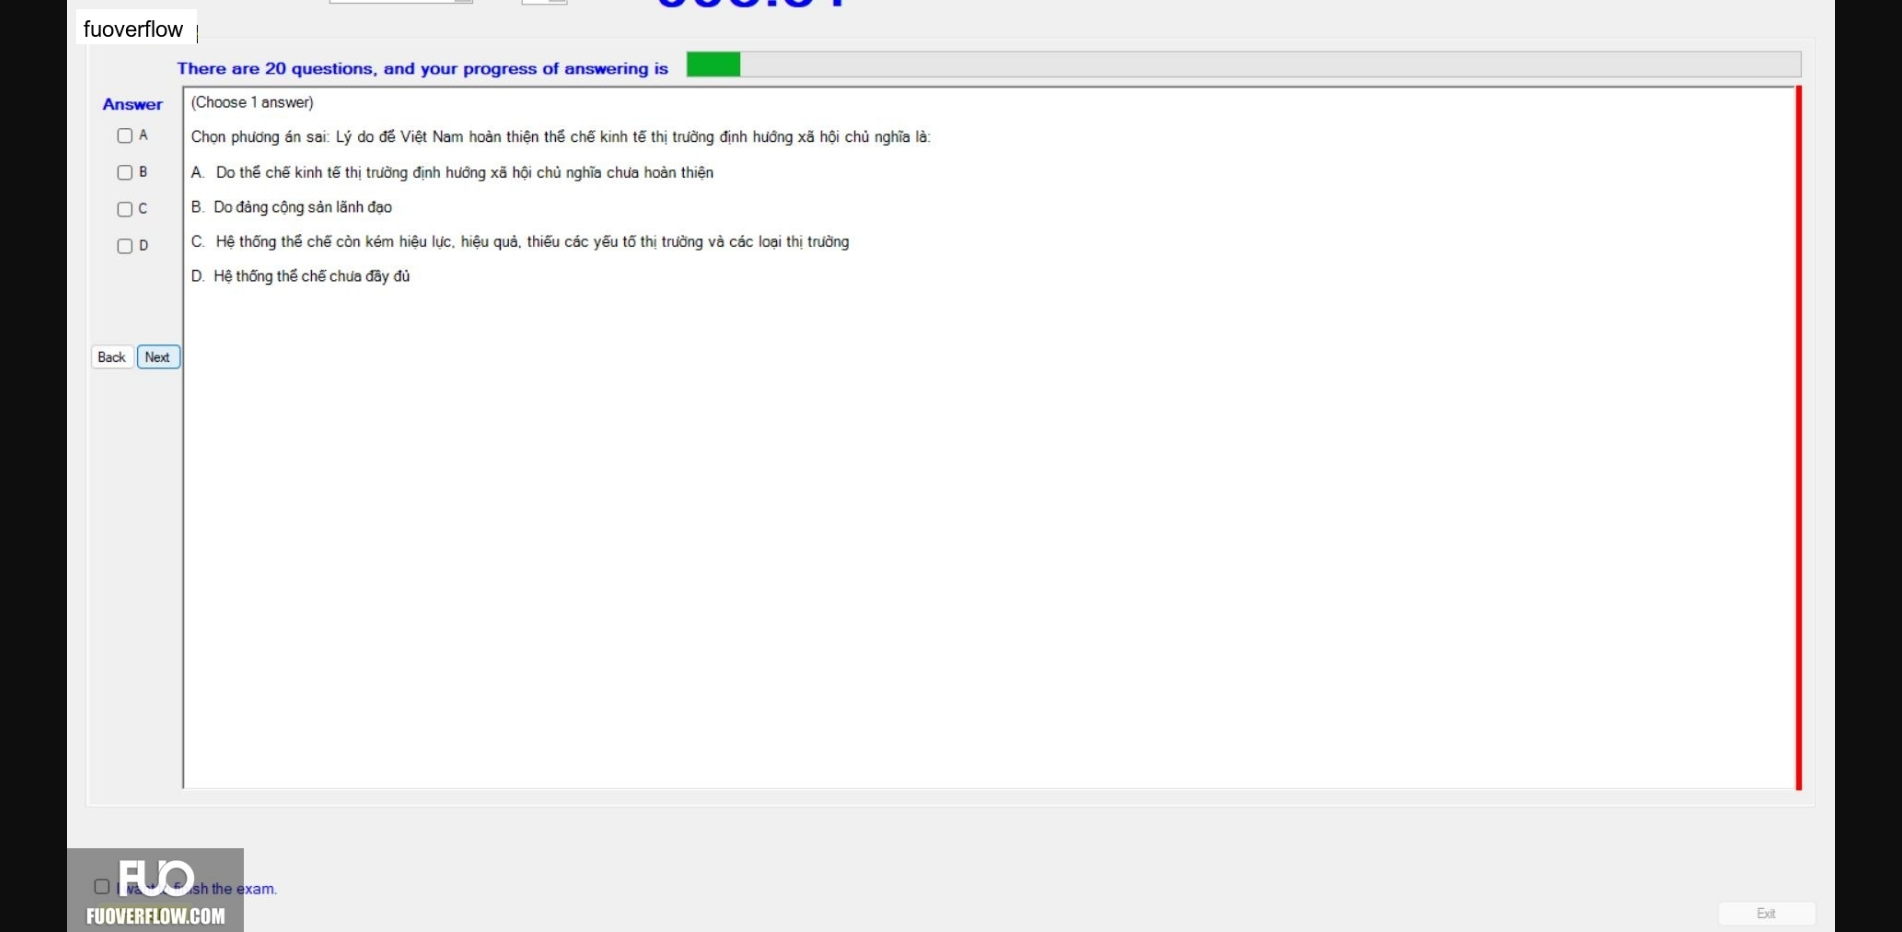 fuoverflow
There are 20 questions, and your progress of answering is
Answer
(Choose 1 answer)
A
Chọn phương án sai: Lý do để Việt Nam hoàn thiện thể chế kinh tế thị trường định hướng xã hội chủ nghĩa là:
B
A. Do thể chế kinh tế thị trường định hướng xã hội chủ nghĩa chưa hoàn thiện
C
B. Do đảng cộng sản lãnh đạo
D
C. Hệ thống thể chế còn kém hiệu lực, hiệu quả, thiếu các yếu tố thị trường và các loại thị trường
D. Hệ thống thể chế chưa đầy đủ
Back Next
FUO
I want finish the exam.
FUOVERFLOW.COM
Exit